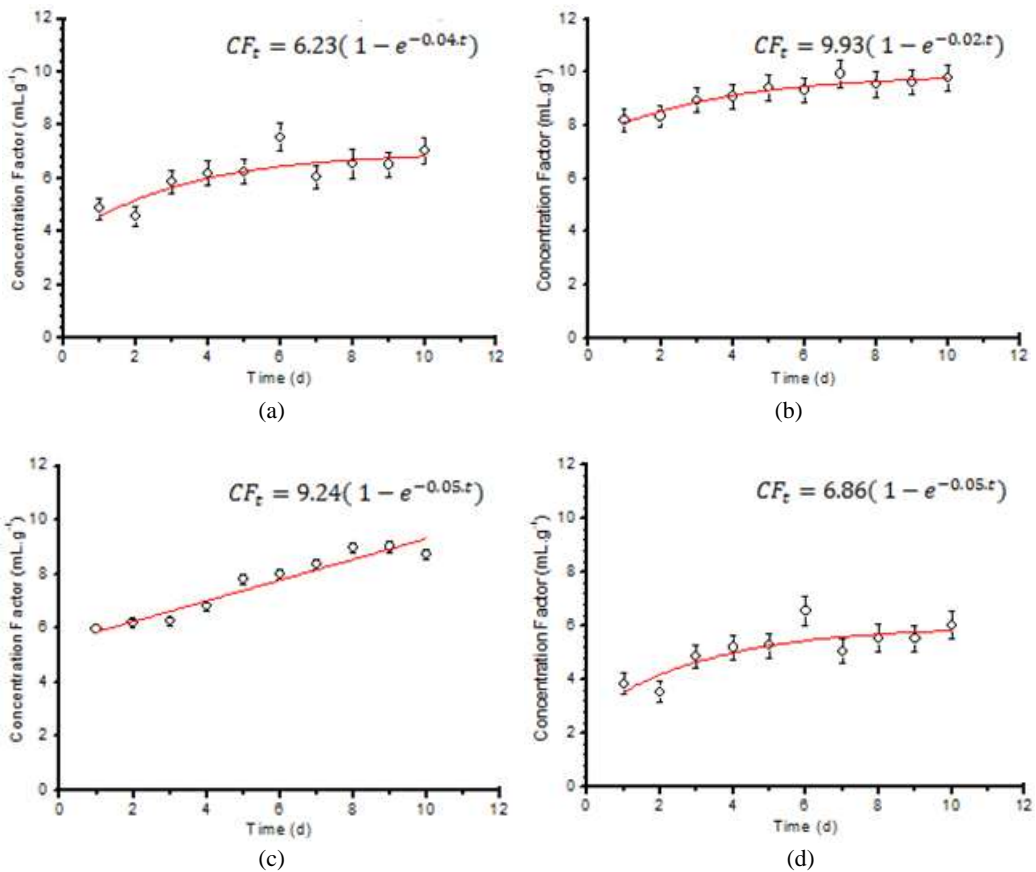 12
10
8
6
4
2
0
0 2 4 6 8 10 12
Concentration Factor (mL.g⁻¹)
Time (d)
CFₜ = 6.23( 1 − e^{−0.04.t})
(a)
12
10
8
6
4
2
0
0 2 4 6 8 10 12
Concentration Factor (mL.g⁻¹)
Time (d)
CFₜ = 9.93( 1 − e^{−0.02.t})
(b)
12
10
8
6
4
2
0
0 2 4 6 8 10 12
Concentration Factor (mL.g⁻¹)
Time (d)
CFₜ = 9.24( 1 − e^{−0.05.t})
(c)
12
10
8
6
4
2
0
0 2 4 6 8 10 12
Concentration Factor (mL.g⁻¹)
Time (d)
CFₜ = 6.86( 1 − e^{−0.05.t})
(d)